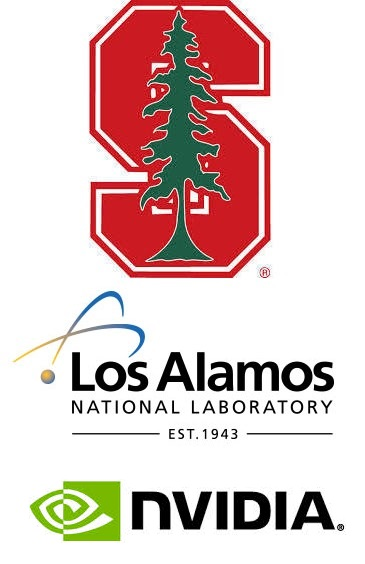 S
®
Los Alamos
NATIONAL LABORATORY
EST.1943
NVIDIA®